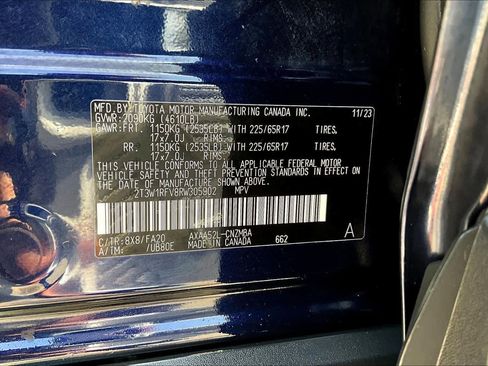 MFD. BY: TOYOTA MOTOR MANUFACTURING CANADA INC.
GVWR: 2090KG (4610LB) 11/23
GAWR: FRT. 1150KG (2535LB) WITH 225/65R17 TIRES,
17x7.0J RIMS.
RR. 1150KG (2535LB) WITH 225/65R17 TIRES,
17x7.0J RIMS.
THIS VEHICLE CONFORMS TO ALL APPLICABLE FEDERAL MOTOR
VEHICLE SAFETY AND THEFT PREVENTION STANDARDS IN EFFECT
ON THE DATE OF MANUFACTURE SHOWN ABOVE.
2T3W1RFV8RW305902 MPV
C/TR: 8X8/FA20 AXAA52L-CNZMBA A
A/TM: /UB80E MADE IN CANADA 662